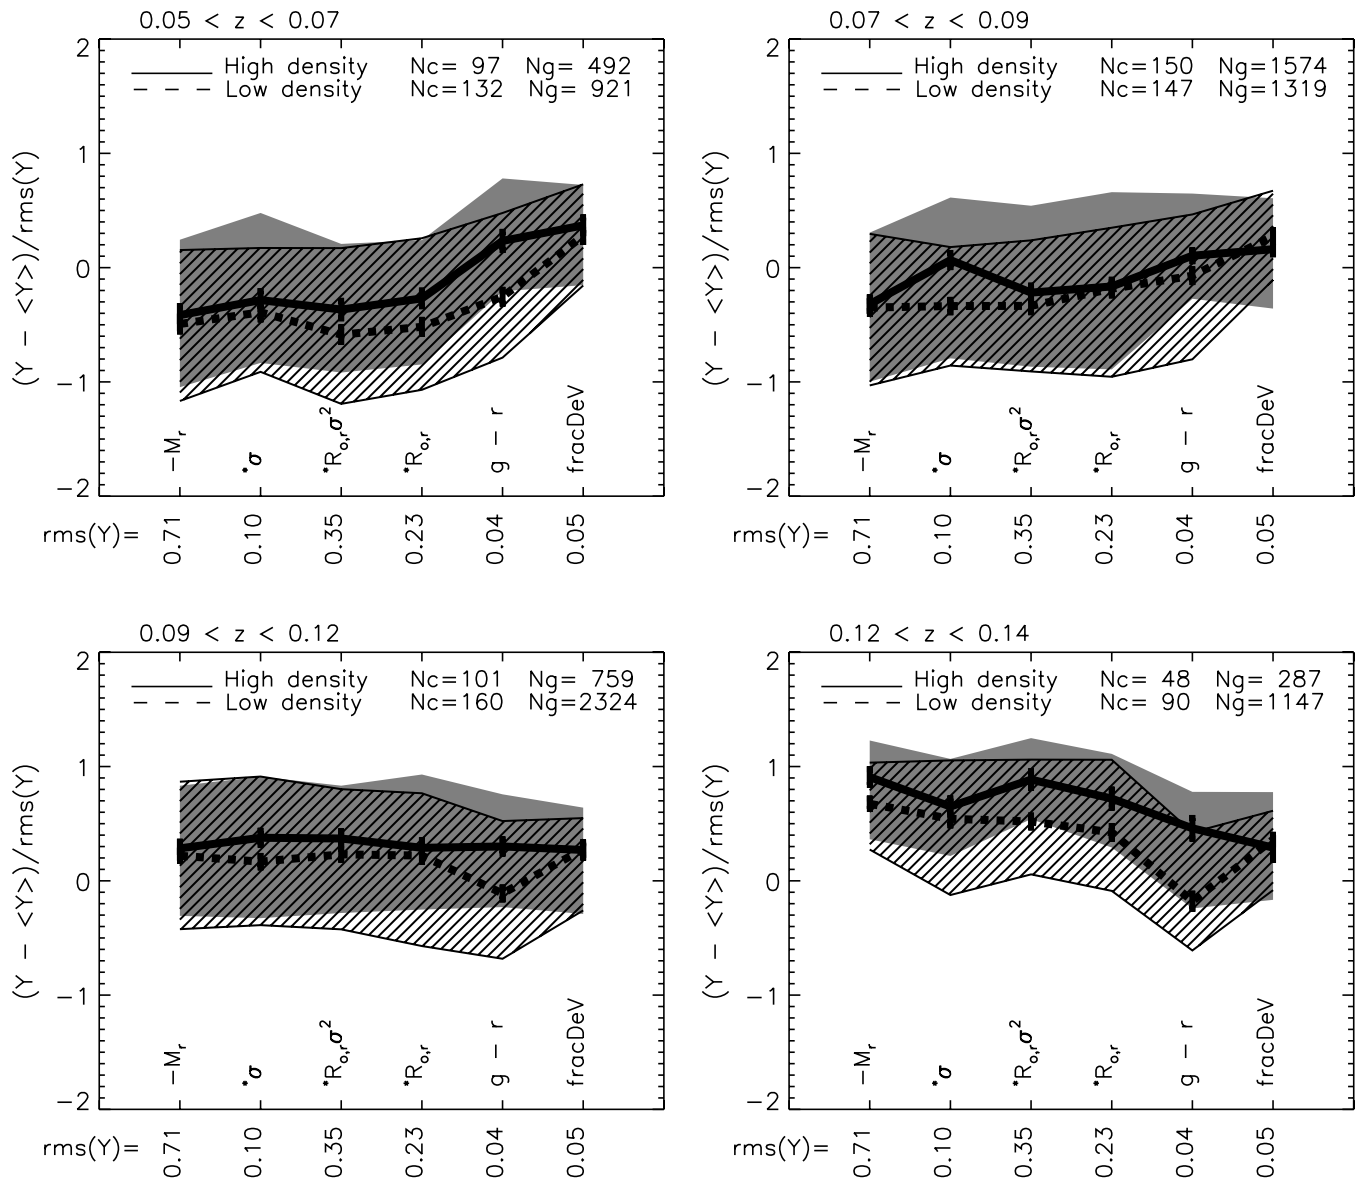 0.05 < z < 0.07
High density Nc= 97 Ng= 492
Low density Nc=132 Ng= 921
(Y − <Y>)/rms(Y)
2
1
0
−1
−2
−Mr
*σ
*Ro,rσ2
*Ro,r
g − r
fracDeV
rms(Y)= 0.71 0.10 0.35 0.23 0.04 0.05
0.07 < z < 0.09
High density Nc=150 Ng=1574
Low density Nc=147 Ng=1319
(Y − <Y>)/rms(Y)
2
1
0
−1
−2
−Mr
*σ
*Ro,rσ2
*Ro,r
g − r
fracDeV
rms(Y)= 0.71 0.10 0.35 0.23 0.04 0.05
0.09 < z < 0.12
High density Nc=101 Ng= 759
Low density Nc=160 Ng=2324
(Y − <Y>)/rms(Y)
2
1
0
−1
−2
−Mr
*σ
*Ro,rσ2
*Ro,r
g − r
fracDeV
rms(Y)= 0.71 0.10 0.35 0.23 0.04 0.05
0.12 < z < 0.14
High density Nc= 48 Ng= 287
Low density Nc= 90 Ng=1147
(Y − <Y>)/rms(Y)
2
1
0
−1
−2
−Mr
*σ
*Ro,rσ2
*Ro,r
g − r
fracDeV
rms(Y)= 0.71 0.10 0.35 0.23 0.04 0.05